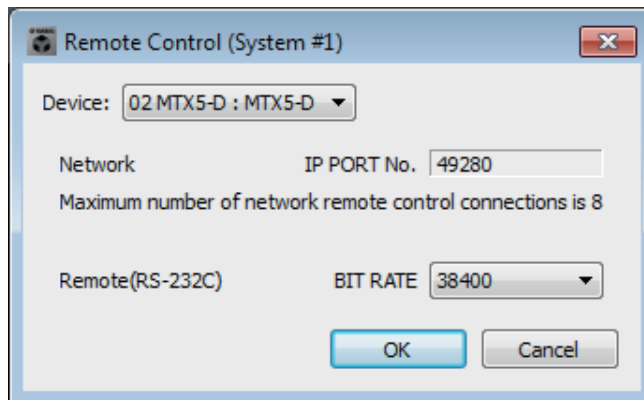 Remote Control (System #1)
Device: 02 MTX5-D : MTX5-D
Network IP PORT No. 49280
Maximum number of network remote control connections is 8
Remote(RS-232C) BIT RATE 38400
OK Cancel